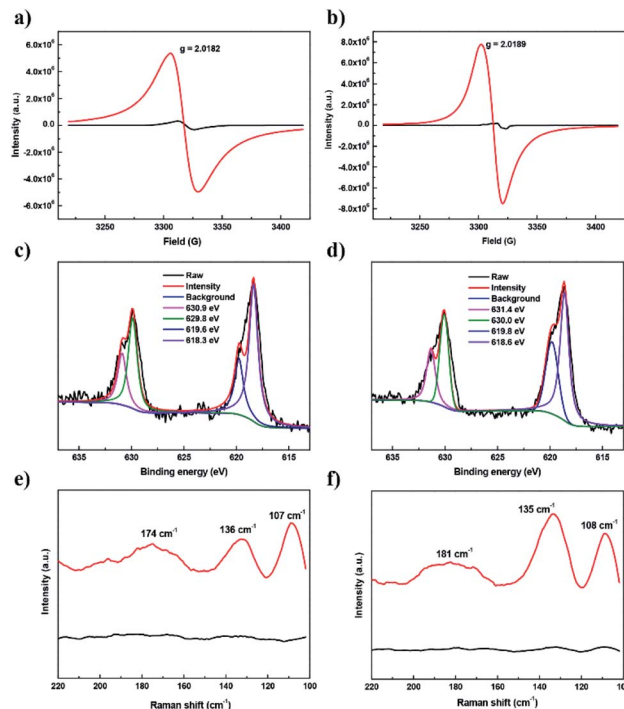 a)
g = 2.0182
6.0x10⁶
4.0x10⁶
2.0x10⁶
0.0
-2.0x10⁶
-4.0x10⁶
-6.0x10⁶
Intensity (a.u.)
3250
3300
3350
3400
Field (G)
b)
g = 2.0189
8.0x10⁶
6.0x10⁶
4.0x10⁶
2.0x10⁶
0.0
-2.0x10⁶
-4.0x10⁶
-6.0x10⁶
-8.0x10⁶
Intensity (a.u.)
3250
3300
3350
3400
Field (G)
c)
Raw
Intensity
Background
630.9 eV
629.8 eV
619.6 eV
618.3 eV
Intensity (a.u.)
635
630
625
620
615
Binding energy (eV)
d)
Raw
Intensity
Background
631.4 eV
630.0 eV
619.8 eV
618.6 eV
Intensity (a.u.)
635
630
625
620
615
Binding energy (eV)
e)
174 cm⁻¹
136 cm⁻¹
107 cm⁻¹
Intensity (a.u.)
220
200
180
160
140
120
100
Raman shift (cm⁻¹)
f)
181 cm⁻¹
135 cm⁻¹
108 cm⁻¹
Intensity (a.u.)
220
200
180
160
140
120
100
Raman shift (cm⁻¹)